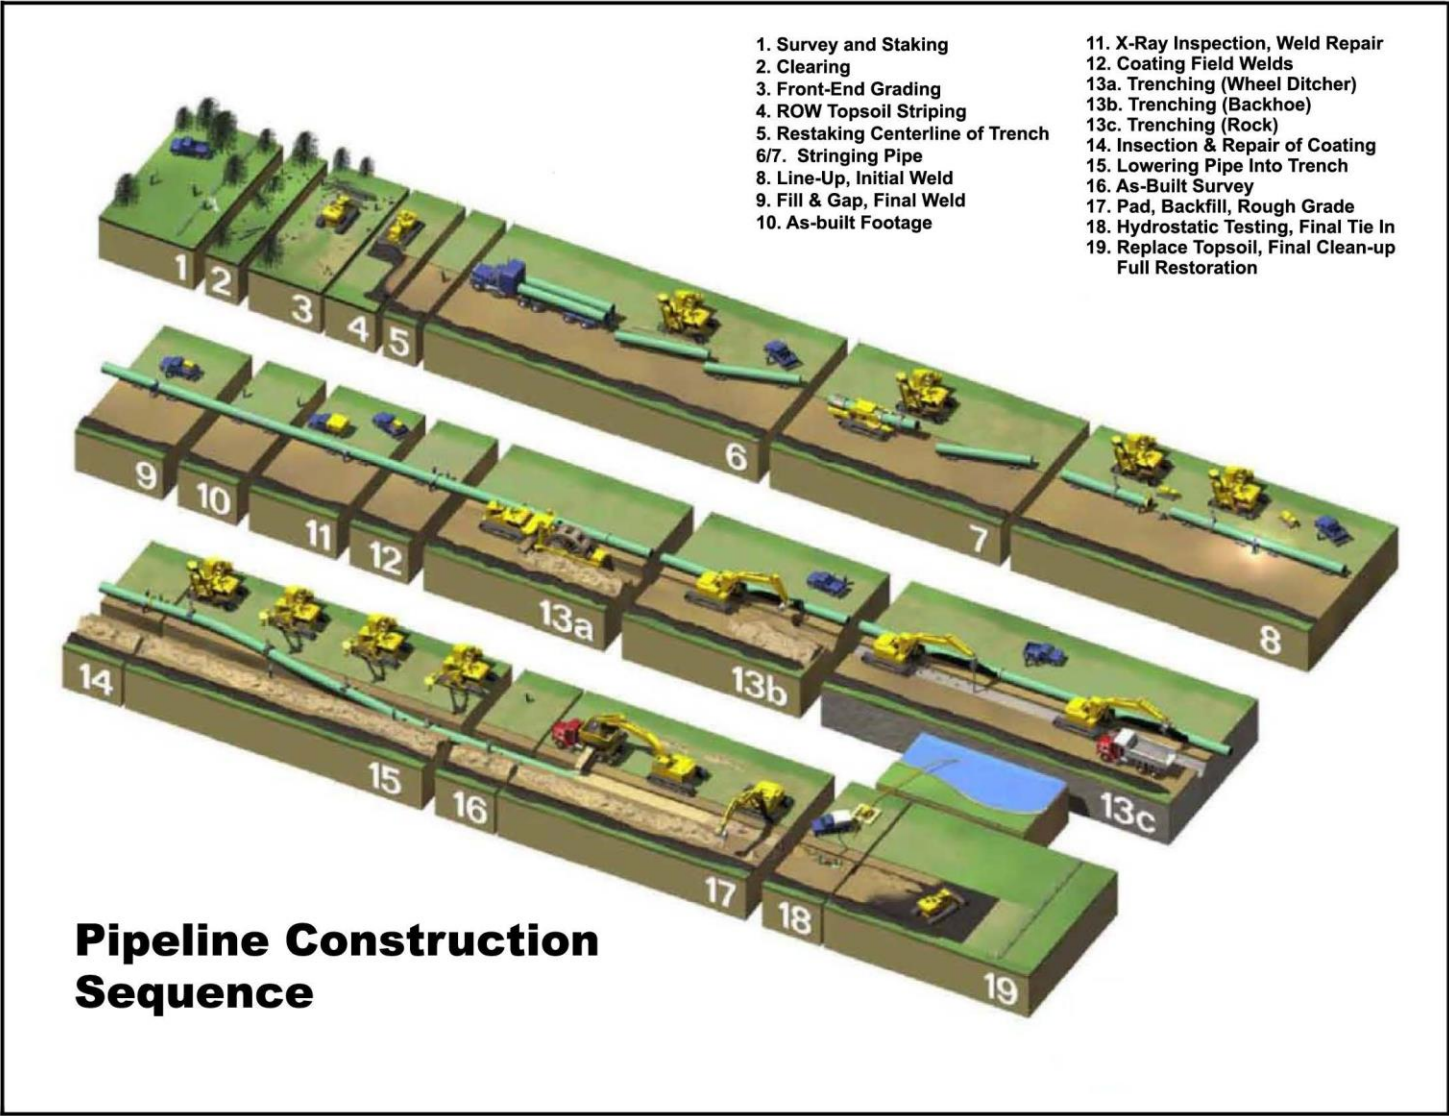 1. Survey and Staking
2. Clearing
3. Front-End Grading
4. ROW Topsoil Striping
5. Restaking Centerline of Trench
6/7. Stringing Pipe
8. Line-Up, Initial Weld
9. Fill & Gap, Final Weld
10. As-built Footage
11. X-Ray Inspection, Weld Repair
12. Coating Field Welds
13a. Trenching (Wheel Ditcher)
13b. Trenching (Backhoe)
13c. Trenching (Rock)
14. Insection & Repair of Coating
15. Lowering Pipe Into Trench
16. As-Built Survey
17. Pad, Backfill, Rough Grade
18. Hydrostatic Testing, Final Tie In
19. Replace Topsoil, Final Clean-up
Full Restoration
1
2
3
4
5
6
7
8
9
10
11
12
13a
13b
13c
14
15
16
17
18
19
Pipeline Construction
Sequence